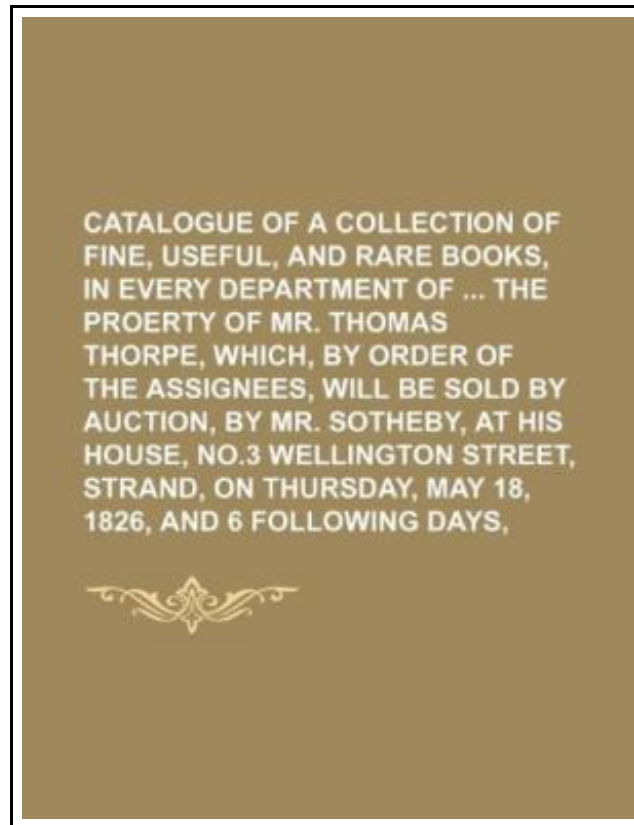 CATALOGUE OF A COLLECTION OF
FINE, USEFUL, AND RARE BOOKS,
IN EVERY DEPARTMENT OF ... THE
PROERTY OF MR. THOMAS
THORPE, WHICH, BY ORDER OF
THE ASSIGNEES, WILL BE SOLD BY
AUCTION, BY MR. SOTHEBY, AT HIS
HOUSE, NO.3 WELLINGTON STREET,
STRAND, ON THURSDAY, MAY 18,
1826, AND 6 FOLLOWING DAYS,